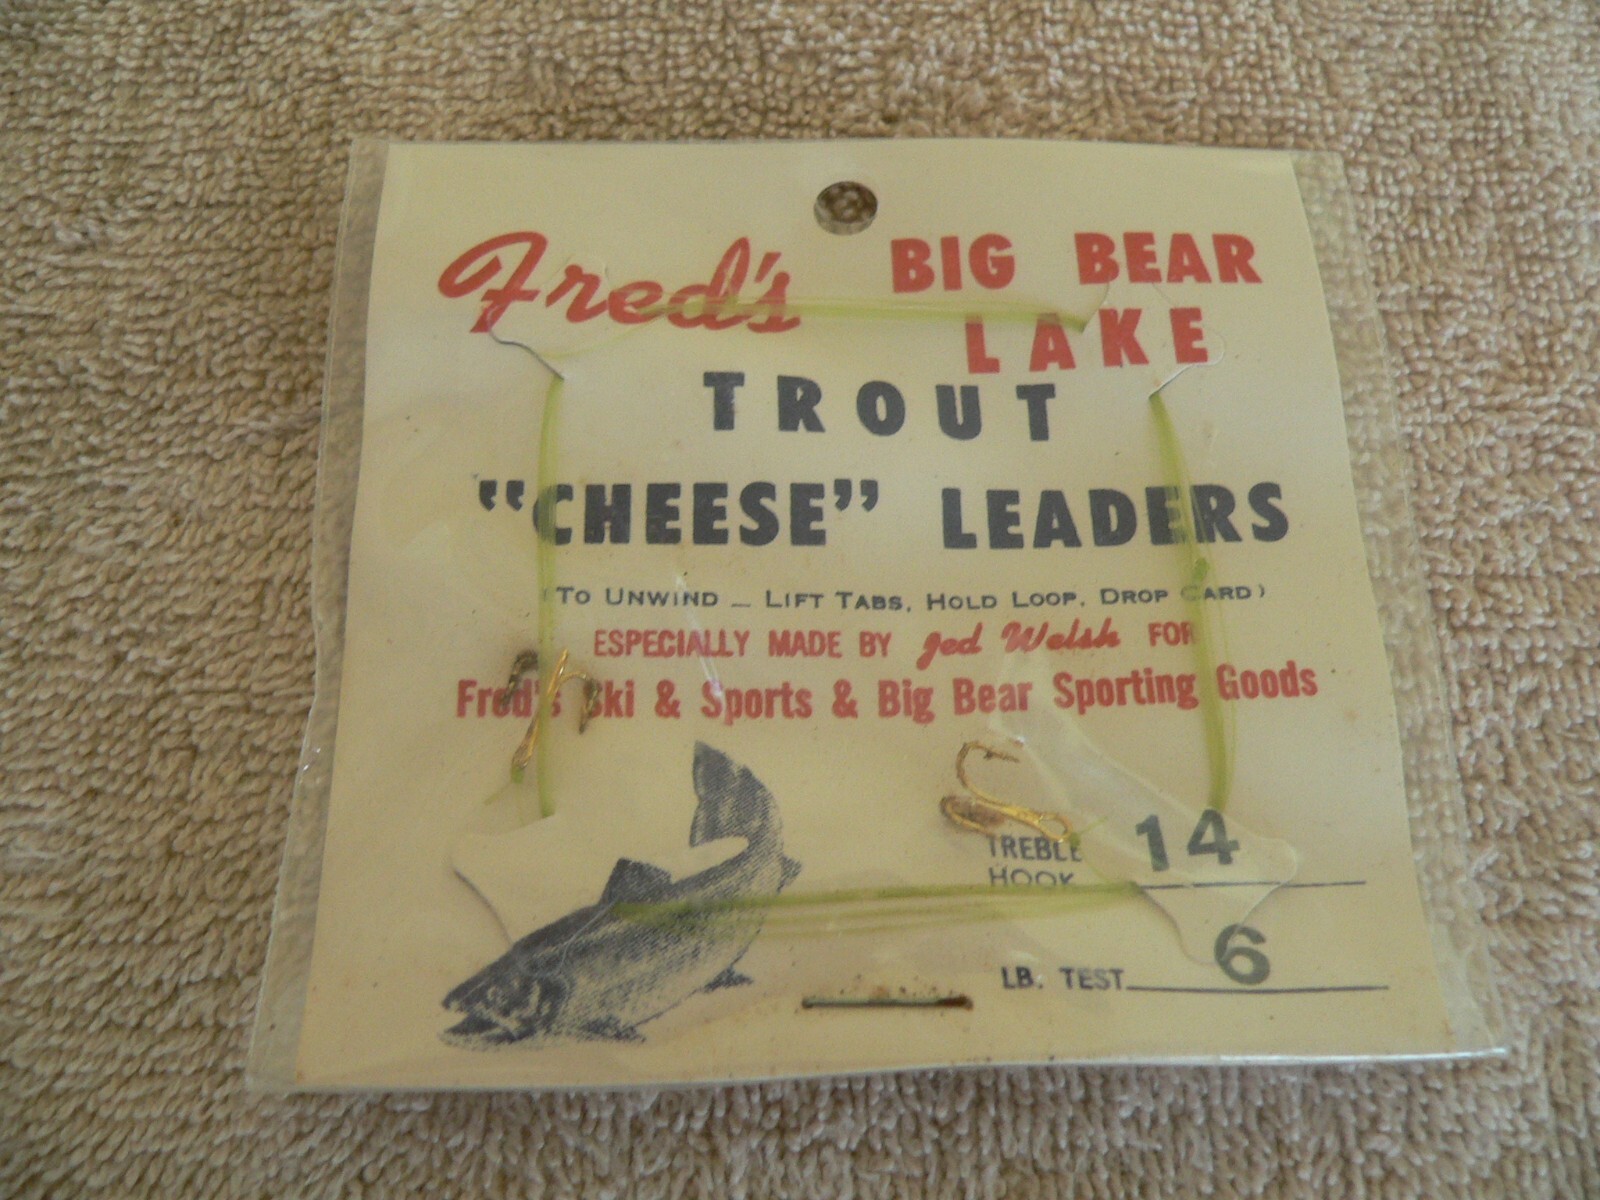 Fred's BIG BEAR
LAKE
TROUT
"CHEESE" LEADERS
(TO UNWIND — LIFT TABS, HOLD LOOP, DROP CARD)
ESPECIALLY MADE BY Jed Welsh FOR
Fred's Ski & Sports & Big Bear Sporting Goods
TREBLE HOOK 14
LB. TEST 6